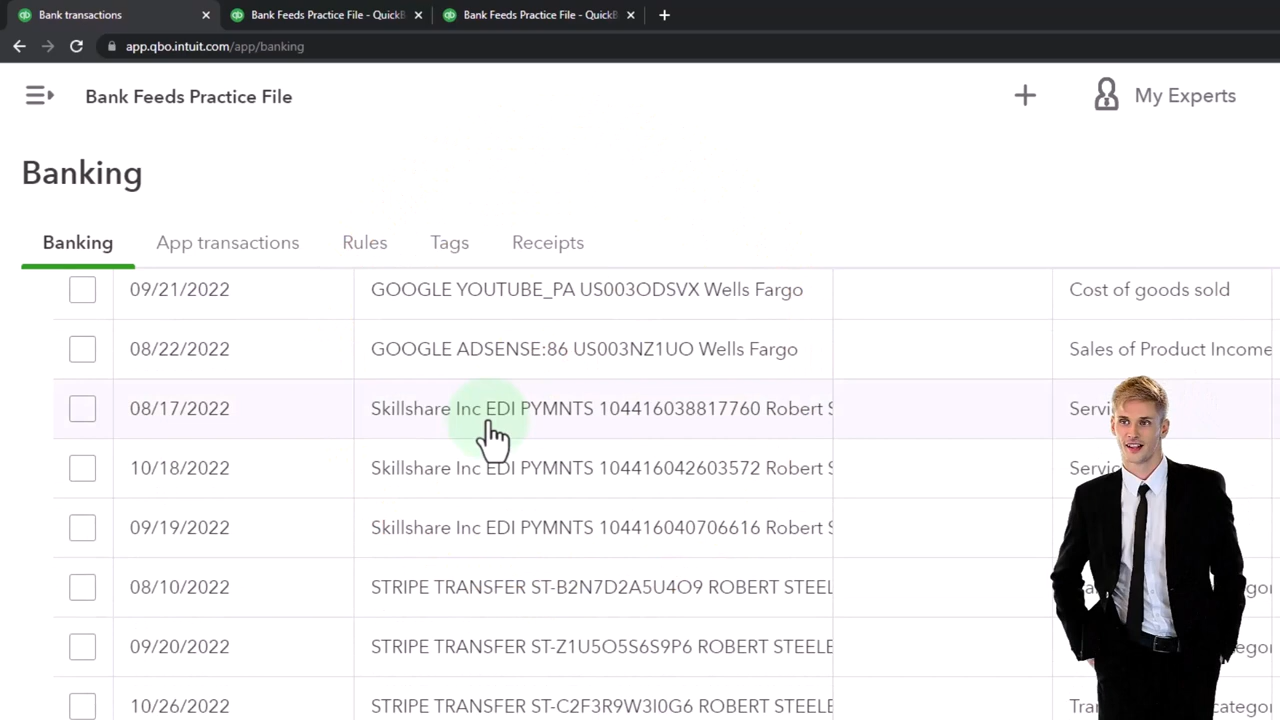 Bank transactions
Bank Feeds Practice File - QuickB
Bank Feeds Practice File - QuickB
app.qbo.intuit.com/app/banking
Bank Feeds Practice File
My Experts
Banking
Banking App transactions Rules Tags Receipts
09/21/2022 GOOGLE YOUTUBE_PA US003ODSVX Wells Fargo Cost of goods sold
08/22/2022 GOOGLE ADSENSE:86 US003NZ1UO Wells Fargo Sales of Product Income
08/17/2022 Skillshare Inc EDI PYMNTS 104416038817760 Robert S Servi
10/18/2022 Skillshare Inc EDI PYMNTS 104416042603572 Robert S Servic
09/19/2022 Skillshare Inc EDI PYMNTS 104416040706616 Robert S
08/10/2022 STRIPE TRANSFER ST-B2N7D2A5U4O9 ROBERT STEEL
09/20/2022 STRIPE TRANSFER ST-Z1U5O5S6S9P6 ROBERT STEELE
10/26/2022 STRIPE TRANSFER ST-C2F3R9W3I0G6 ROBERT STEEL Tra categor